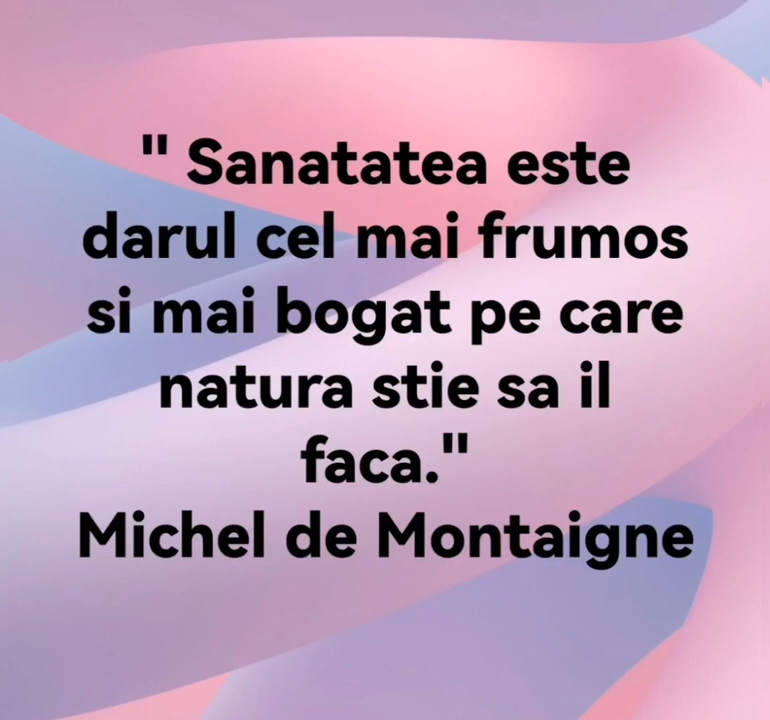 " Sanatatea este
darul cel mai frumos
si mai bogat pe care
natura stie sa il
faca."
Michel de Montaigne